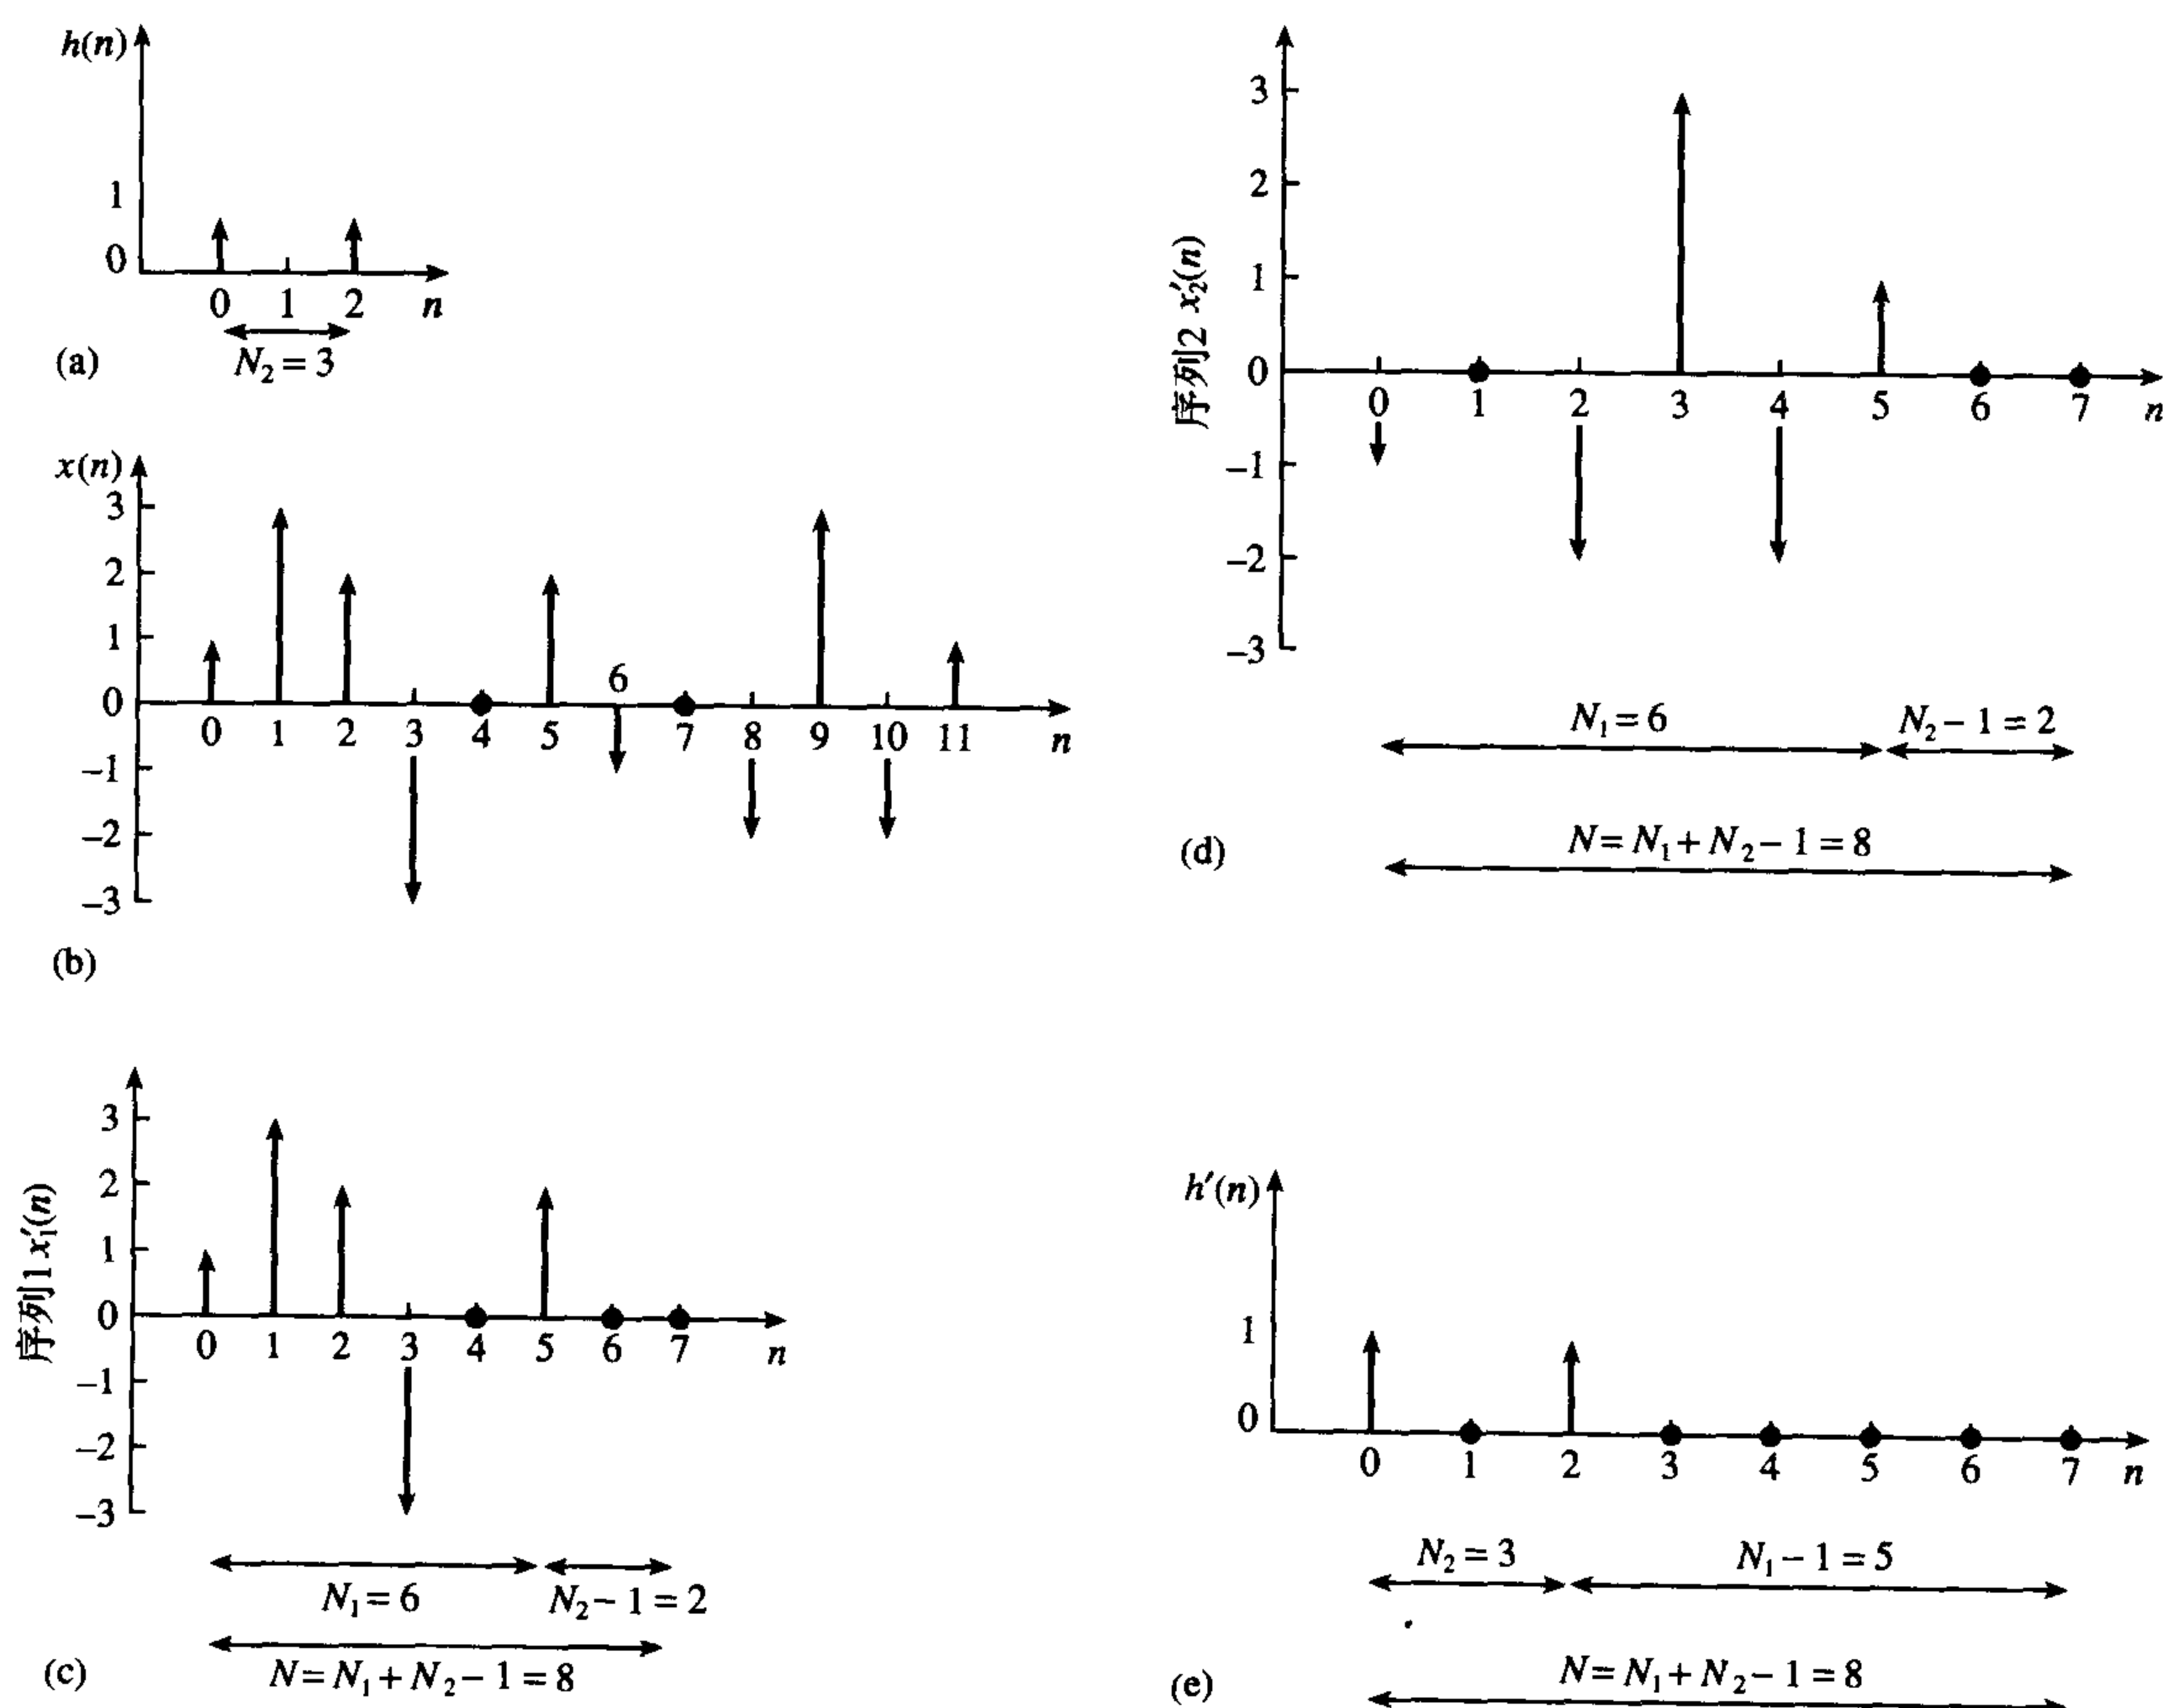 h(n)
1
0
0 1 2 n
N₂ = 3
(a)
x(n)
3
2
1
0
6
0 1 2 3 4 5 7 8 9 10 11 n
−1
−2
−3
(b)
序列1 x₁′(n)
3
2
1
0
0 1 2 3 4 5 6 7 n
−1
−2
−3
N₁ = 6 N₂ − 1 = 2
N = N₁ + N₂ − 1 = 8
(c)
序列2 x₂′(n)
3
2
1
0
0 1 2 3 4 5 6 7 n
−1
−2
−3
N₁ = 6 N₂ − 1 = 2
N = N₁ + N₂ − 1 = 8
(d)
h′(n)
1
0
0 1 2 3 4 5 6 7 n
N₂ = 3 N₁ − 1 = 5
N = N₁ + N₂ − 1 = 8
(e)